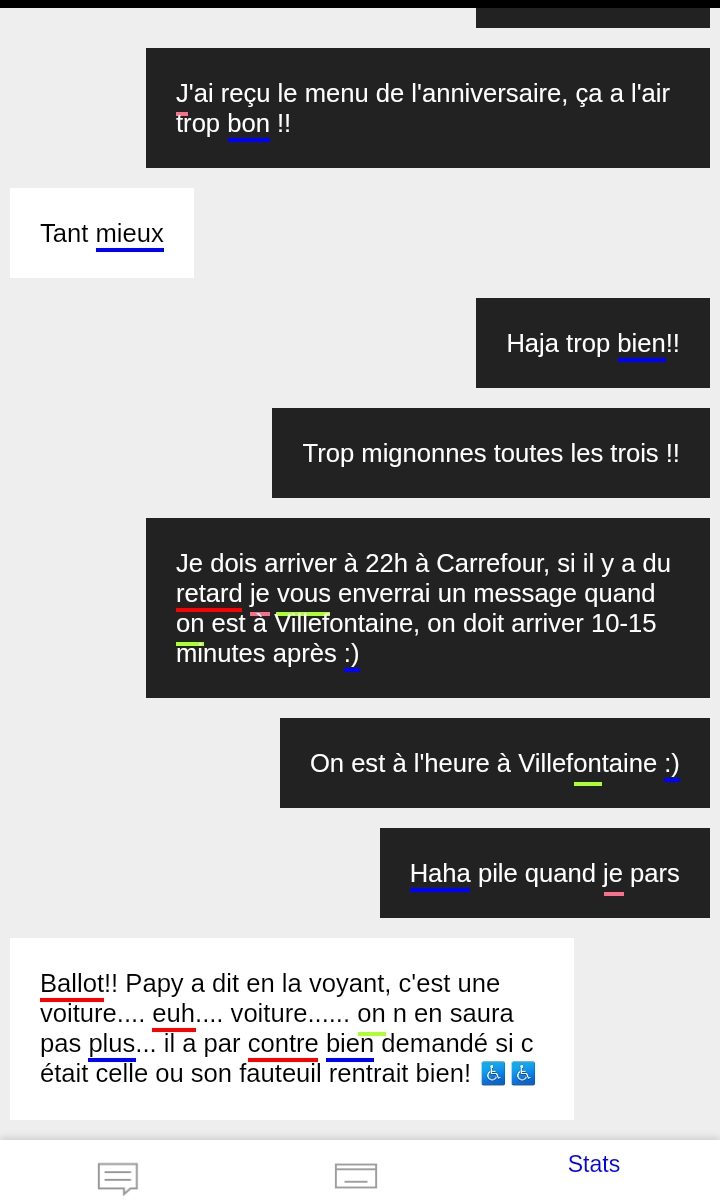 J'ai reçu le menu de l'anniversaire, ça a l'air
trop bon !!
Tant mieux
Haja trop bien!!
Trop mignonnes toutes les trois !!
Je dois arriver à 22h à Carrefour, si il y a du
retard je vous enverrai un message quand
on est à Villefontaine, on doit arriver 10-15
minutes après :)
On est à l'heure à Villefontaine :)
Haha pile quand je pars
Ballot!! Papy a dit en la voyant, c'est une
voiture.... euh.... voiture...... on n en saura
pas plus... il a par contre bien demandé si c
était celle ou son fauteuil rentrait bien! ♿♿
Stats